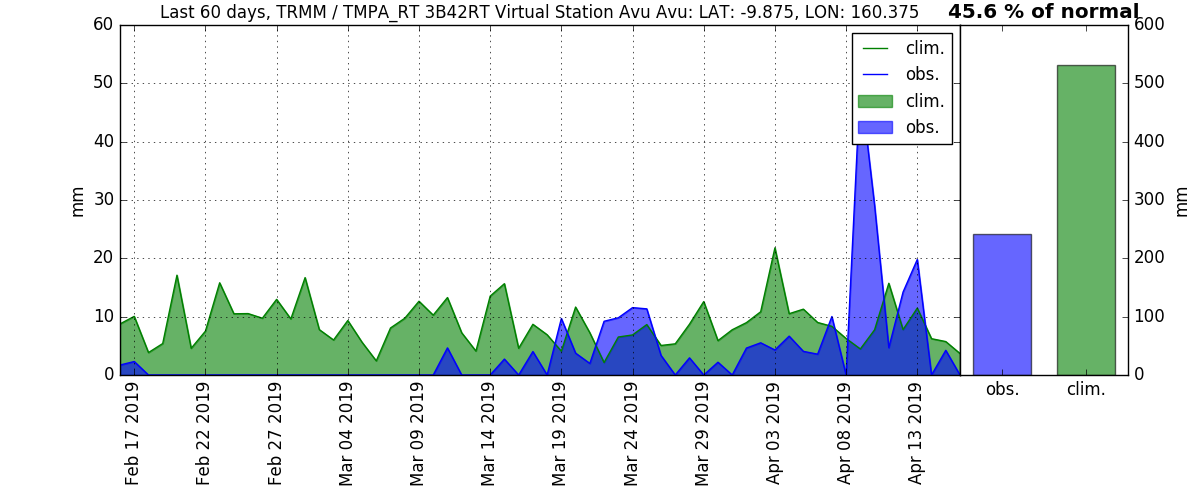 Last 60 days, TRMM / TMPA_RT 3B42RT Virtual Station Avu Avu: LAT: -9.875, LON: 160.375
45.6 % of normal
60
50
40
30
20
10
0
mm
clim.
obs.
clim.
obs.
600
500
400
300
200
100
0
mm
Feb 17 2019
Feb 22 2019
Feb 27 2019
Mar 04 2019
Mar 09 2019
Mar 14 2019
Mar 19 2019
Mar 24 2019
Mar 29 2019
Apr 03 2019
Apr 08 2019
Apr 13 2019
obs.
clim.